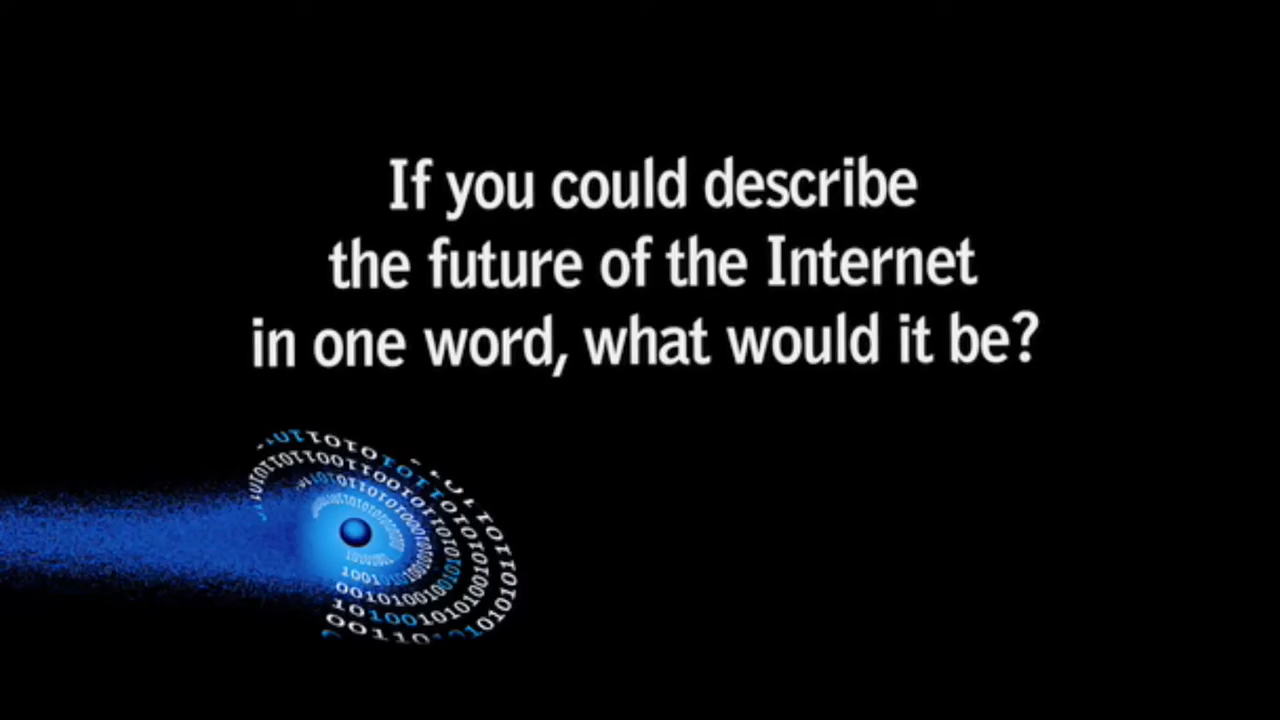 If you could describe
the future of the Internet
in one word, what would it be?